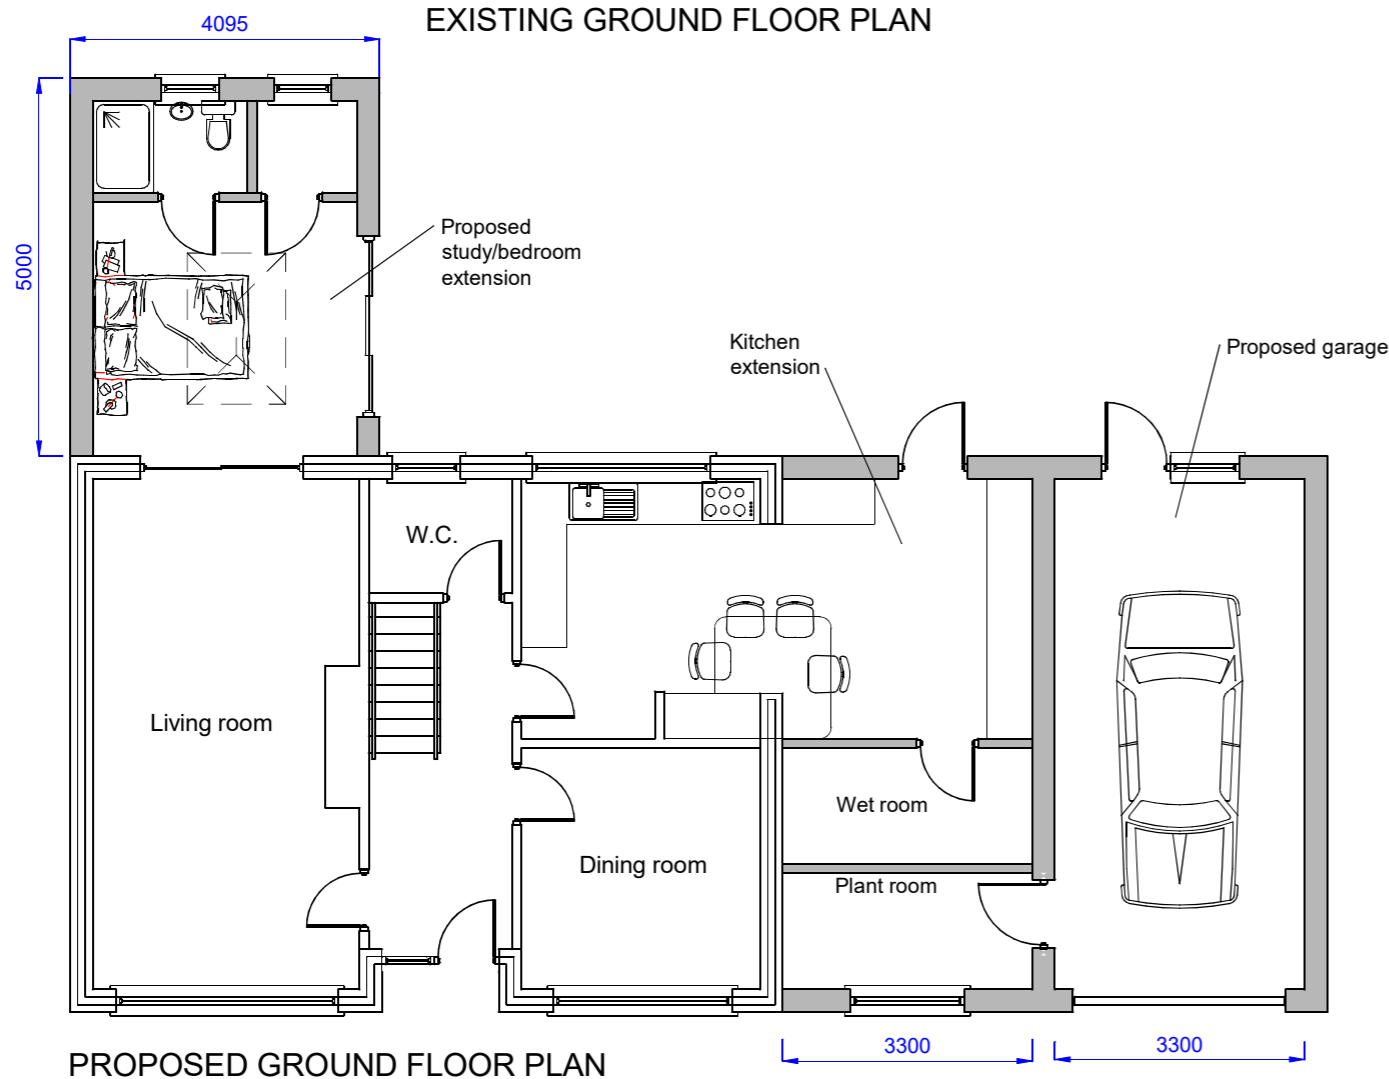 EXISTING GROUND FLOOR PLAN
4095
5000
Proposed
study/bedroom
extension
Kitchen
extension
Proposed garage
W.C.
Living room
Wet room
Dining room
Plant room
3300
3300
PROPOSED GROUND FLOOR PLAN